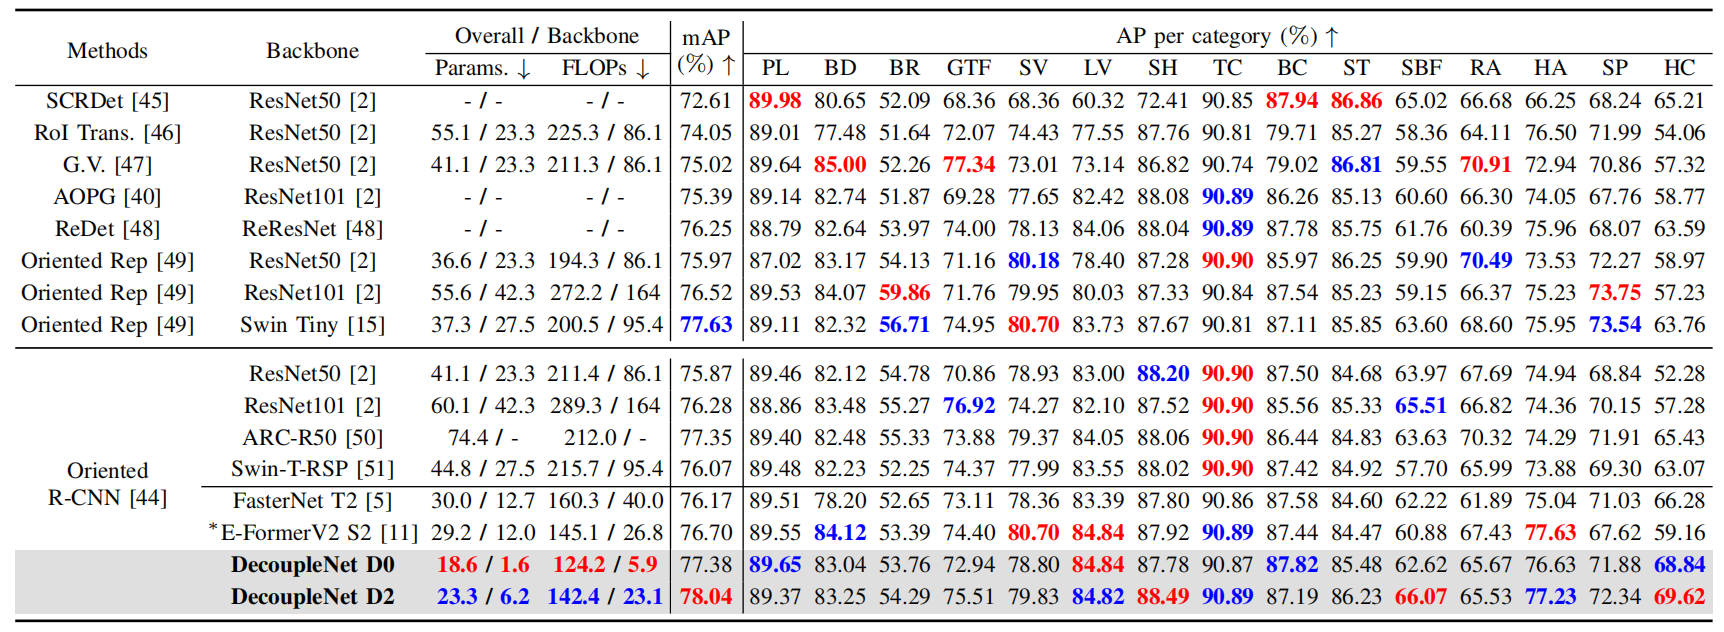 Methods Backbone Overall / Backbone mAP (%) ↑ AP per category (%) ↑
Params. ↓ FLOPs ↓ PL BD BR GTF SV LV SH TC BC ST SBF RA HA SP HC
SCRDet [45] ResNet50 [2] - / - - / - 72.61 89.98 80.65 52.09 68.36 68.36 60.32 72.41 90.85 87.94 86.86 65.02 66.68 66.25 68.24 65.21
RoI Trans. [46] ResNet50 [2] 55.1 / 23.3 225.3 / 86.1 74.05 89.01 77.48 51.64 72.07 74.43 77.55 87.76 90.81 79.71 85.27 58.36 64.11 76.50 71.99 54.06
G.V. [47] ResNet50 [2] 41.1 / 23.3 211.3 / 86.1 75.02 89.64 85.00 52.26 77.34 73.01 73.14 86.82 90.74 79.02 86.81 59.55 70.91 72.94 70.86 57.32
AOPG [40] ResNet101 [2] - / - - / - 75.39 89.14 82.74 51.87 69.28 77.65 82.42 88.08 90.89 86.26 85.13 60.60 66.30 74.05 67.76 58.77
ReDet [48] ReResNet [48] - / - - / - 76.25 88.79 82.64 53.97 74.00 78.13 84.06 88.04 90.89 87.78 85.75 61.76 60.39 75.96 68.07 63.59
Oriented Rep [49] ResNet50 [2] 36.6 / 23.3 194.3 / 86.1 75.97 87.02 83.17 54.13 71.16 80.18 78.40 87.28 90.90 85.97 86.25 59.90 70.49 73.53 72.27 58.97
Oriented Rep [49] ResNet101 [2] 55.6 / 42.3 272.2 / 164 76.52 89.53 84.07 59.86 71.76 79.95 80.03 87.33 90.84 87.54 85.23 59.15 66.37 75.23 73.75 57.23
Oriented Rep [49] Swin Tiny [15] 37.3 / 27.5 200.5 / 95.4 77.63 89.11 82.32 56.71 74.95 80.70 83.73 87.67 90.81 87.11 85.85 63.60 68.60 75.95 73.54 63.76
Oriented R-CNN [44] ResNet50 [2] 41.1 / 23.3 211.4 / 86.1 75.87 89.46 82.12 54.78 70.86 78.93 83.00 88.20 90.90 87.50 84.68 63.97 67.69 74.94 68.84 52.28
ResNet101 [2] 60.1 / 42.3 289.3 / 164 76.28 88.86 83.48 55.27 76.92 74.27 82.10 87.52 90.90 85.56 85.33 65.51 66.82 74.36 70.15 57.28
ARC-R50 [50] 74.4 / - 212.0 / - 77.35 89.40 82.48 55.33 73.88 79.37 84.05 88.06 90.90 86.44 84.83 63.63 70.32 74.29 71.91 65.43
Swin-T-RSP [51] 44.8 / 27.5 215.7 / 95.4 76.07 89.48 82.23 52.25 74.37 77.99 83.55 88.02 90.90 87.42 84.92 57.70 65.99 73.88 69.30 63.07
FasterNet T2 [5] 30.0 / 12.7 160.3 / 40.0 76.17 89.51 78.20 52.65 73.11 78.36 83.39 87.80 90.86 87.58 84.60 62.22 61.89 75.04 71.03 66.28
*E-FormerV2 S2 [11] 29.2 / 12.0 145.1 / 26.8 76.70 89.55 84.12 53.39 74.40 80.70 84.84 87.92 90.89 87.44 84.47 60.88 67.43 77.63 67.62 59.16
DecoupleNet D0 18.6 / 1.6 124.2 / 5.9 77.38 89.65 83.04 53.76 72.94 78.80 84.84 87.78 90.87 87.82 85.48 62.62 65.67 76.63 71.88 68.84
DecoupleNet D2 23.3 / 6.2 142.4 / 23.1 78.04 89.37 83.25 54.29 75.51 79.83 84.82 88.49 90.89 87.19 86.23 66.07 65.53 77.23 72.34 69.62